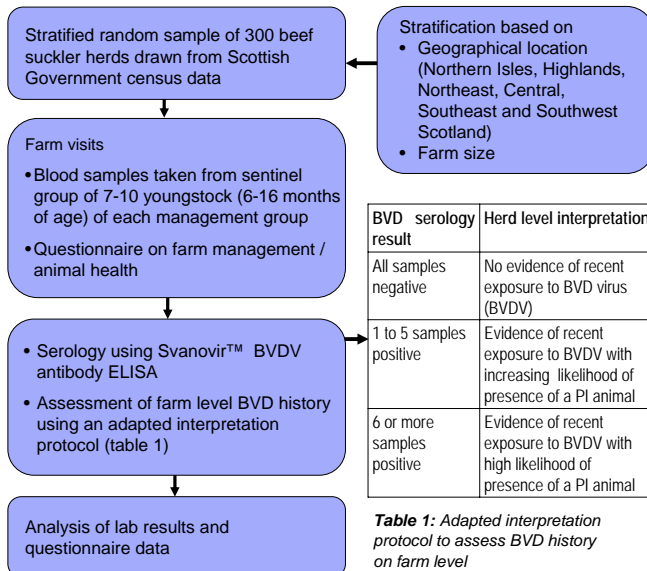 Stratified random sample of 300 beef
suckler herds drawn from Scottish
Government census data
Stratification based on
• Geographical location
(Northern Isles, Highlands,
Northeast, Central,
Southeast and Southwest
Scotland)
• Farm size
Farm visits
• Blood samples taken from sentinel
group of 7-10 youngstock (6-16 months
of age) of each management group
• Questionnaire on farm management /
animal health
• Serology using Svanovir™ BVDV
antibody ELISA
• Assessment of farm level BVD history
using an adapted interpretation
protocol (table 1)
Analysis of lab results and
questionnaire data
BVD serology
result
Herd level interpretation
All samples
negative
No evidence of recent
exposure to BVD virus
(BVDV)
1 to 5 samples
positive
Evidence of recent
exposure to BVDV with
increasing likelihood of
presence of a PI animal
6 or more
samples
positive
Evidence of recent
exposure to BVDV with
high likelihood of
presence of a PI animal
Table 1: Adapted interpretation
protocol to assess BVD history
on farm level